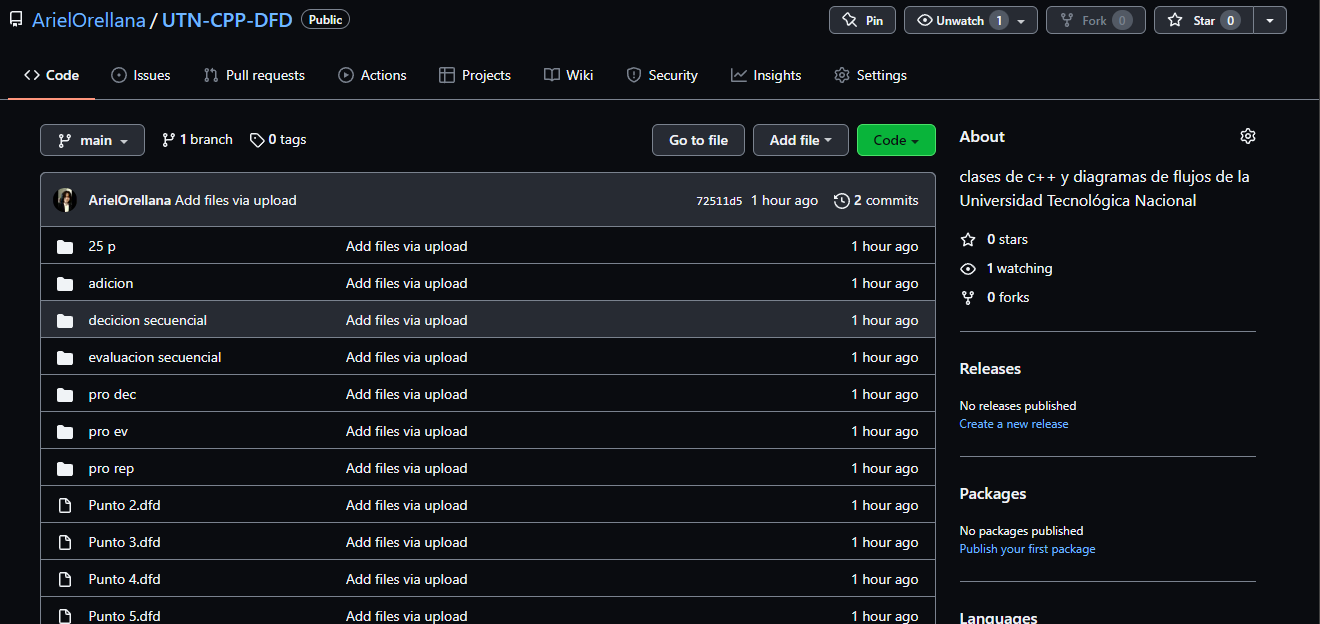 ArielOrellana / UTN-CPP-DFD Public Pin Unwatch 1 Fork 0 Star 0
Code Issues Pull requests Actions Projects Wiki Security Insights Settings
main 1 branch 0 tags Go to file Add file Code
ArielOrellana Add files via upload 72511d5 1 hour ago 2 commits
25 p Add files via upload 1 hour ago
adicion Add files via upload 1 hour ago
decicion secuencial Add files via upload 1 hour ago
evaluacion secuencial Add files via upload 1 hour ago
pro dec Add files via upload 1 hour ago
pro ev Add files via upload 1 hour ago
pro rep Add files via upload 1 hour ago
Punto 2.dfd Add files via upload 1 hour ago
Punto 3.dfd Add files via upload 1 hour ago
Punto 4.dfd Add files via upload 1 hour ago
Punto 5.dfd Add files via upload 1 hour ago
About
clases de c++ y diagramas de flujos de la
Universidad Tecnológica Nacional
0 stars
1 watching
0 forks
Releases
No releases published
Create a new release
Packages
No packages published
Publish your first package
Languages